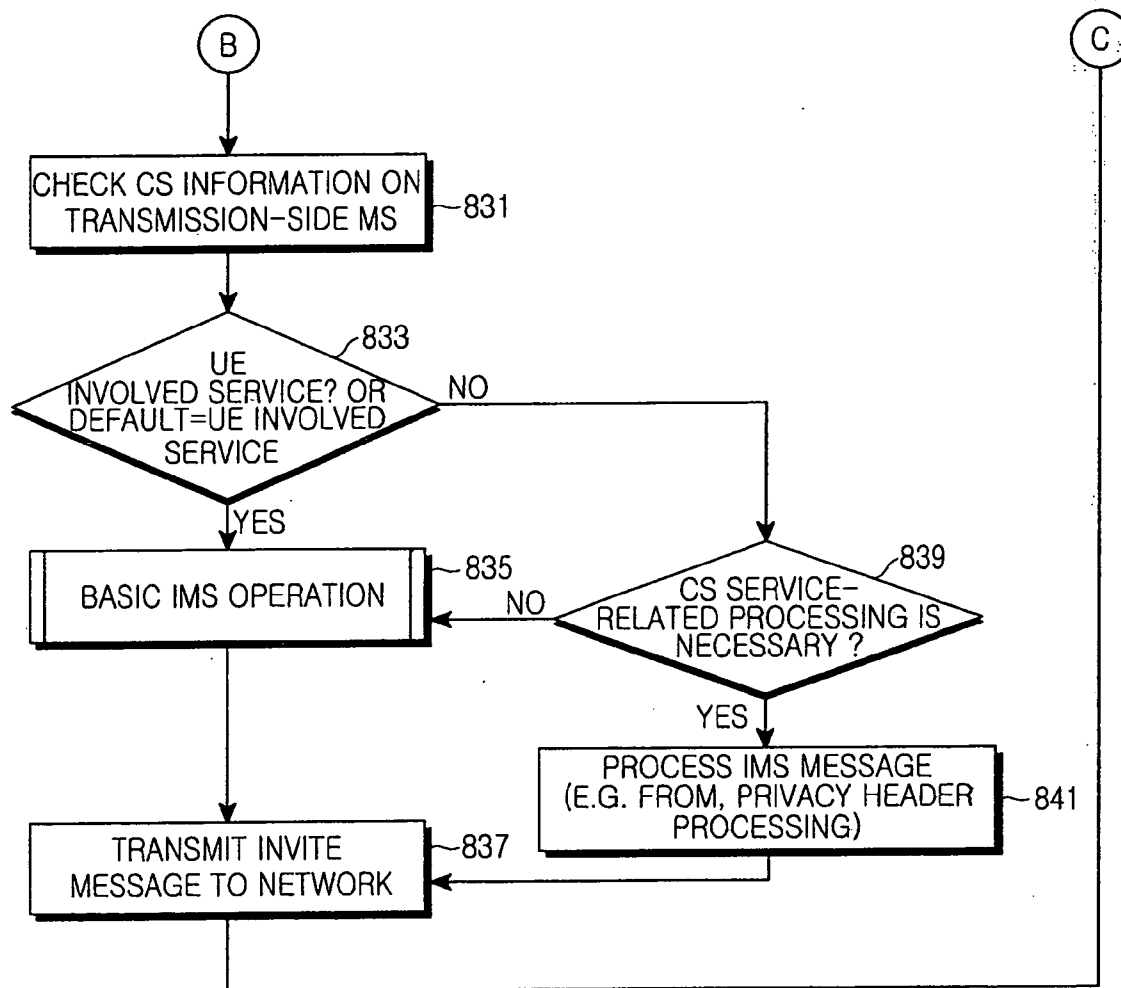 B
C
CHECK CS INFORMATION ON
TRANSMISSION-SIDE MS
831
833
UE
INVOLVED SERVICE? OR
DEFAULT=UE INVOLVED
SERVICE
NO
YES
BASIC IMS OPERATION
835
839
NO
CS SERVICE-
RELATED PROCESSING IS
NECESSARY ?
YES
PROCESS IMS MESSAGE
(E.G. FROM, PRIVACY HEADER
PROCESSING)
841
TRANSMIT INVITE
MESSAGE TO NETWORK
837